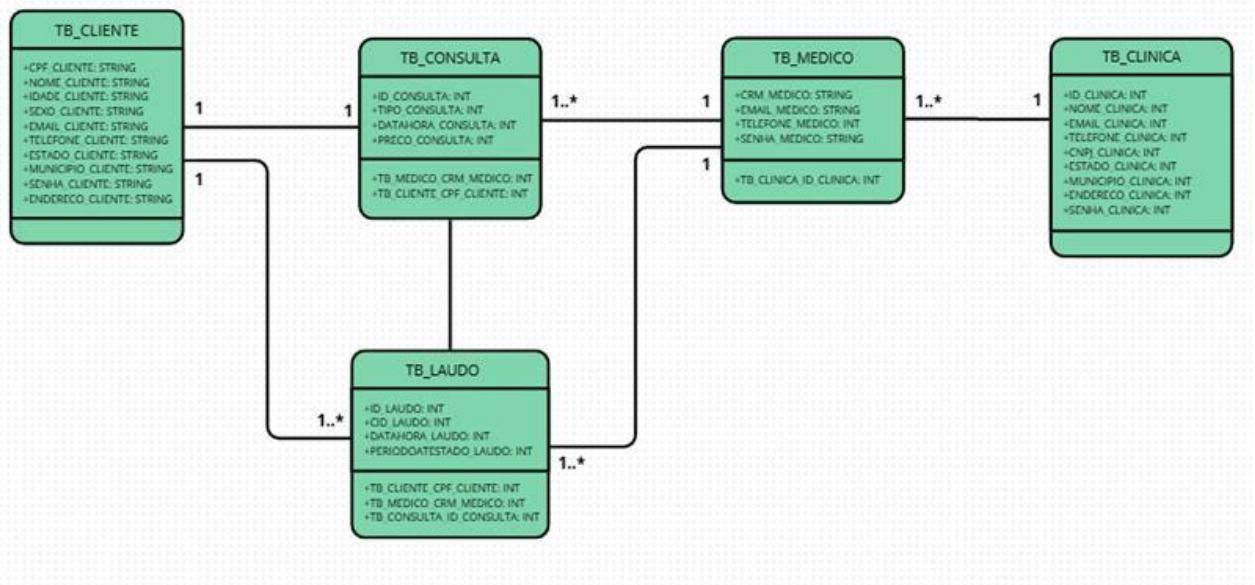 TB_CLIENTE
+CPF_CLIENTE: STRING
+NOME_CLIENTE: STRING
+IDADE_CLIENTE: STRING
+SEXO_CLIENTE: STRING
+EMAIL_CLIENTE: STRING
+TELEFONE_CLIENTE: STRING
+ESTADO_CLIENTE: STRING
+MUNICIPIO_CLIENTE: STRING
+SENHA_CLIENTE: STRING
+ENDERECO_CLIENTE: STRING
1
1
1
TB_CONSULTA
+ID_CONSULTA: INT
+TIPO_CONSULTA: INT
+DATAHORA_CONSULTA: INT
+PRECO_CONSULTA: INT
+TB_MEDICO_CRM_MEDICO: INT
+TB_CLIENTE_CPF_CLIENTE: INT
1..*
1
1
TB_MEDICO
+CRM_MEDICO: STRING
+EMAIL_MEDICO: STRING
+TELEFONE_MEDICO: INT
+SENHA_MEDICO: STRING
+TB_CLINICA_ID_CLINICA: INT
1..*
1
TB_CLINICA
+ID_CLINICA: INT
+NOME_CLINICA: INT
+EMAIL_CLINICA: INT
+TELEFONE_CLINICA: INT
+CNPJ_CLINICA: INT
+ESTADO_CLINICA: INT
+MUNICIPIO_CLINICA: INT
+ENDERECO_CLINICA: INT
+SENHA_CLINICA: INT
1..*
TB_LAUDO
+ID_LAUDO: INT
+CID_LAUDO: INT
+DATAHORA_LAUDO: INT
+PERIODOATESTADO_LAUDO: INT
+TB_CLIENTE_CPF_CLIENTE: INT
+TB_MEDICO_CRM_MEDICO: INT
+TB_CONSULTA_ID_CONSULTA: INT
1..*